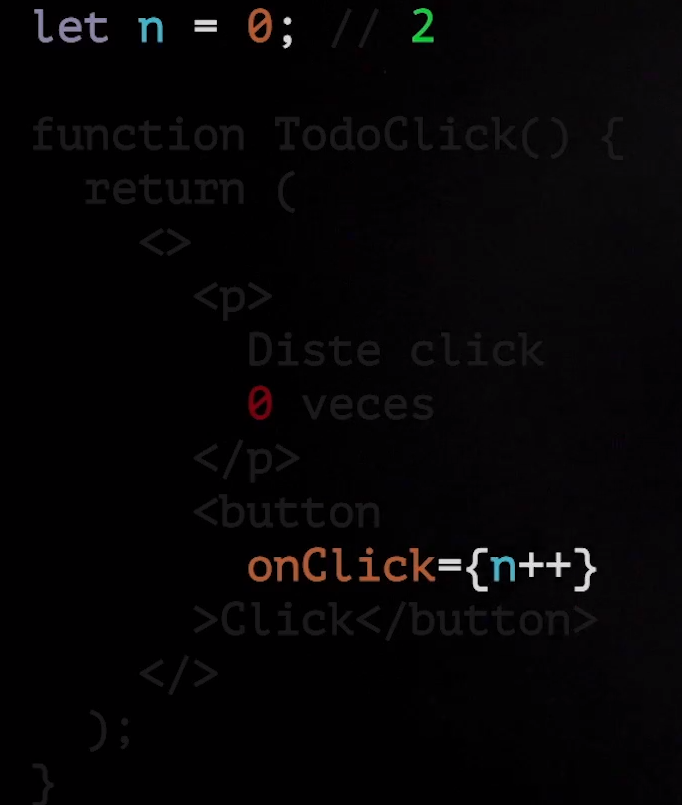 let n = 0; // 2
function TodoClick() {
return (
<>
<p>
Diste click
0 veces
</p>
<button
onClick={n++}
>Click</button>
</>
);
}